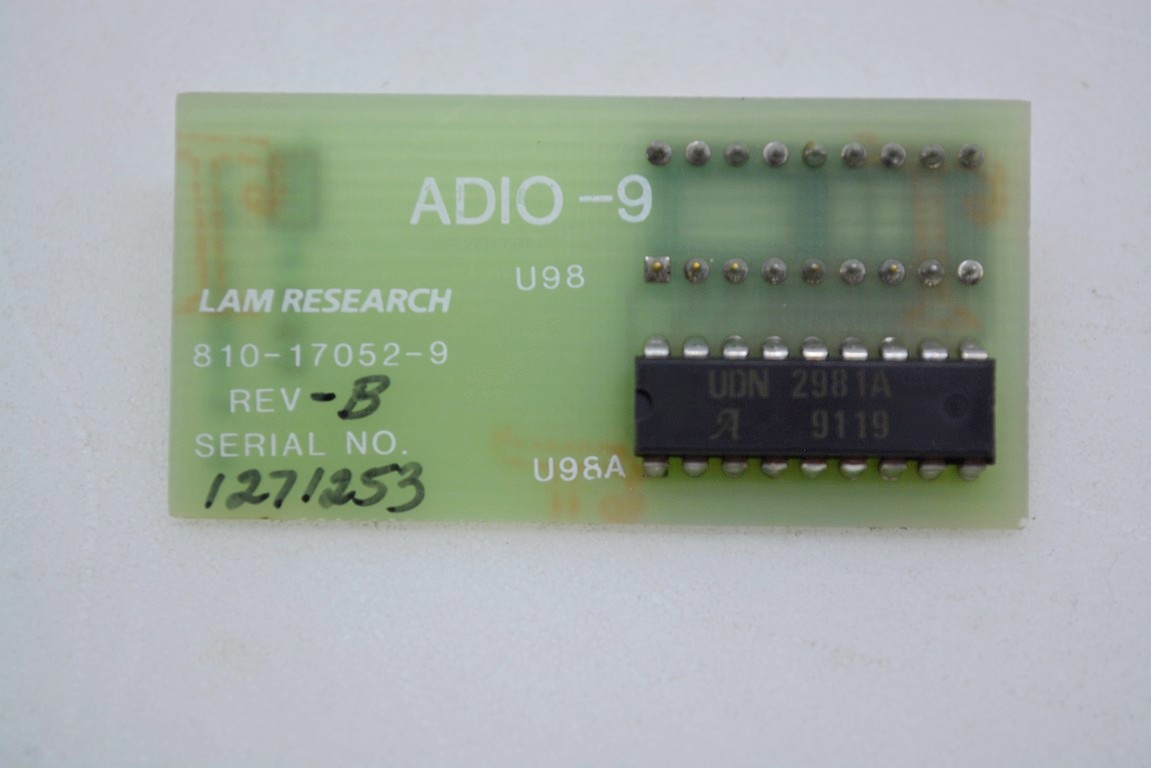 ADIO-9
U98
LAM RESEARCH
810-17052-9
REV-B
SERIAL NO.
1271253
U98A
UDN 2981A
A 9119